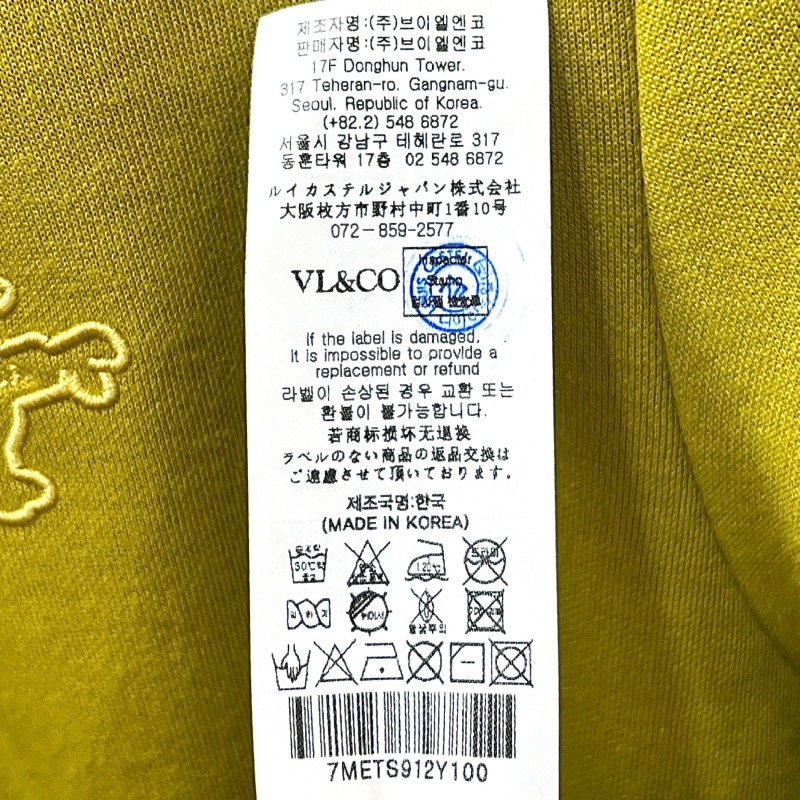 제조자명:(주)브이엘엔코
판매자명:(주)브이엘엔코
17F Donghun Tower.
317 Teheran-ro. Gangnam-gu.
Seoul. Republic of Korea.
(+82.2) 548 6872
서울시 강남구 테헤란로 317
동훈타워 17층 02 548 6872
ルイカステルジャパン株式会社
大阪枚方市野村中町1番10号
072-859-2577
VL&CO
Inspector
Stamp
If the label is damaged,
It is impossible to provide a
replacement or refund
라벨이 손상된 경우 교환 또는
환불이 불가능합니다.
若商标损坏无退换
ラベルのない商品の返品交換は
ご遠慮させて頂いております。
제조국명:한국
(MADE IN KOREA)
30℃
120℃
드라이
7METS912Y100